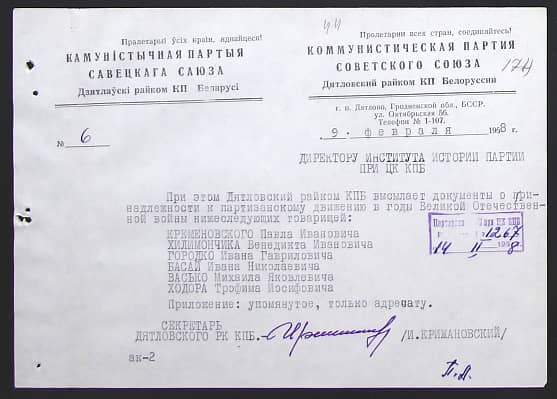 44
174
Пралетарыі ўсіх краін, яднайцеся!
КАМУНІСТЫЧНАЯ ПАРТЫЯ
САВЕЦКАГА САЮЗА
Дзятлаўскі райком КП Беларусі
Пролетарии всех стран, соединяйтесь!
КОММУНИСТИЧЕСКАЯ ПАРТИЯ
СОВЕТСКОГО СОЮЗА
Дятловский райком КП Белоруссии
г. п. Дятлово, Гродненской обл., БССР.
ул. Октябрьская 56.
Телефон № 1-107.
№ 6
9. февраля 1968 г.
ДИРЕКТОРУ ИНСТИТУТА ИСТОРИИ ПАРТИИ
ПРИ ЦК КПБ
При этом Дятловский райком КПБ высылает документы о при-
надлежности к партизанскому движению в годы Великой Отечествен-
ной войны нижеследующих товарищей:
КРЕМЕНОВСКОГО Павла Ивановича
ХИЛИМОНЧИКА Венедикта Ивановича
ГОРОДКО Ивана Гавриловича
БАСАЙ Ивана Николаевича
ВАСЬКО Михаила Яковлевича
ХОДОРА Трофима Иосифовича
1267
14 II 1968
Приложение: упомянутое, только адресату.
СЕКРЕТАРЬ
ДЯТЛОВСКОГО РК КПБ.- /И.КРИЖАНОВСКИЙ/
ак-2
П.А.